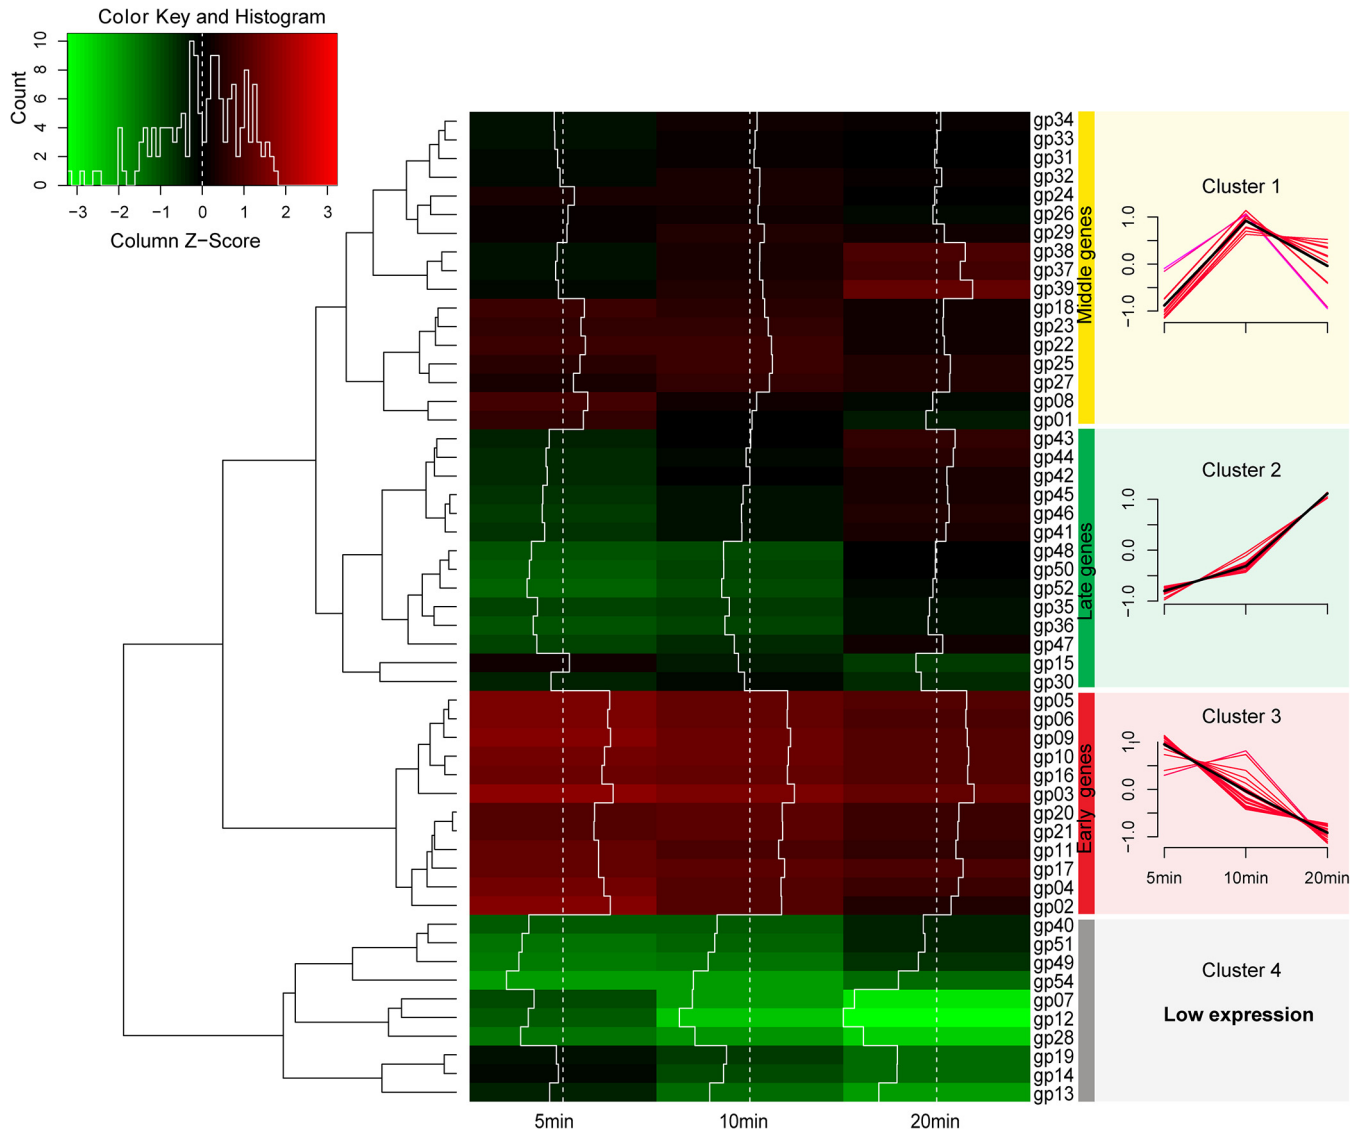 Color Key and Histogram
Count
0
2
4
6
8
10
−3
−2
−1
0
1
2
3
Column Z−Score
gp34
gp33
gp31
gp32
gp24
gp26
gp29
gp38
gp37
gp39
gp18
gp23
gp22
gp25
gp27
gp08
gp01
gp43
gp44
gp42
gp45
gp46
gp41
gp48
gp50
gp52
gp35
gp36
gp47
gp15
gp30
gp05
gp06
gp09
gp10
gp16
gp03
gp20
gp21
gp11
gp17
gp04
gp02
gp40
gp51
gp49
gp54
gp07
gp12
gp28
gp19
gp14
gp13
5min
10min
20min
Middle genes
Late genes
Early genes
Cluster 1
1.0
0.0
−1.0
Cluster 2
1.0
0.0
−1.0
Cluster 3
1.0
0.0
−1.0
5min
10min
20min
Cluster 4
Low expression